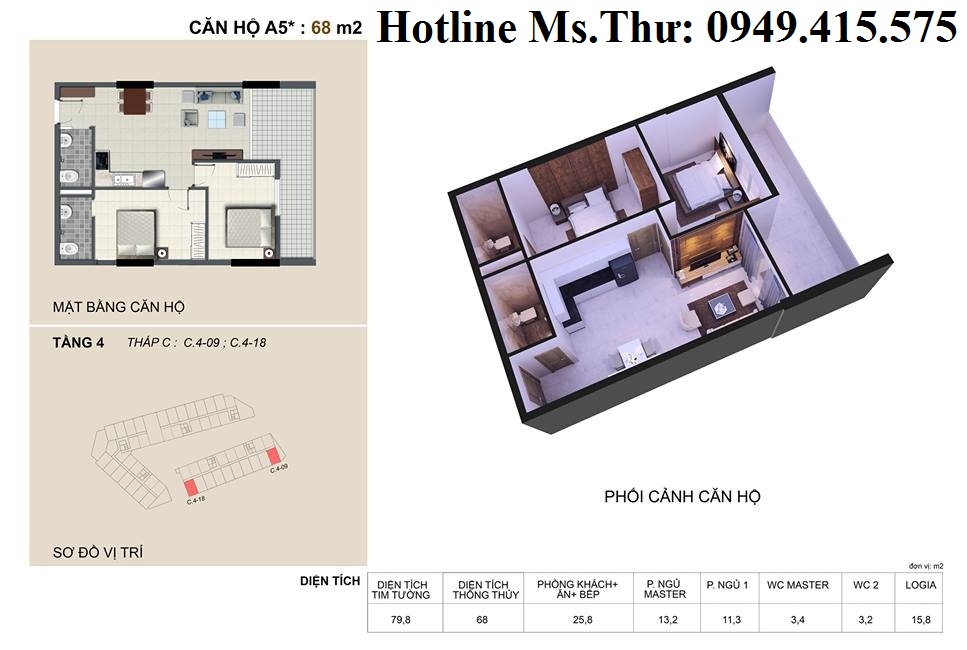 CĂN HỘ A5* : 68 m2
Hotline Ms.Thư: 0949.415.575
MẶT BẰNG CĂN HỘ
TẦNG 4 THÁP C : C.4-09 ; C.4-18
C.4-09
C.4-18
SƠ ĐỒ VỊ TRÍ
PHỐI CẢNH CĂN HỘ
đơn vị: m2
DIỆN TÍCH
DIỆN TÍCH TIM TƯỜNG
DIỆN TÍCH THÔNG THỦY
PHÒNG KHÁCH+ ĂN+ BẾP
P. NGỦ MASTER
P. NGỦ 1
WC MASTER
WC 2
LOGIA
79,8 68 25,8 13,2 11,3 3,4 3,2 15,8